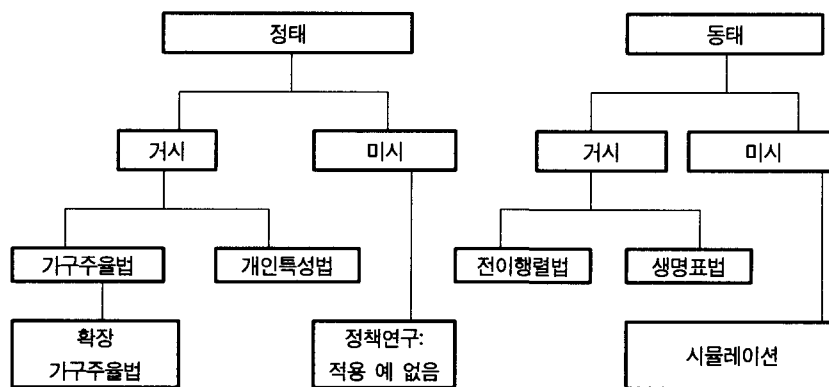 정태
동태
거시
미시
거시
미시
가구주율법
개인특성법
전이행렬법
생명표법
확장
가구주율법
정책연구:
적용 예 없음
시뮬레이션